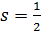 s = 1/2